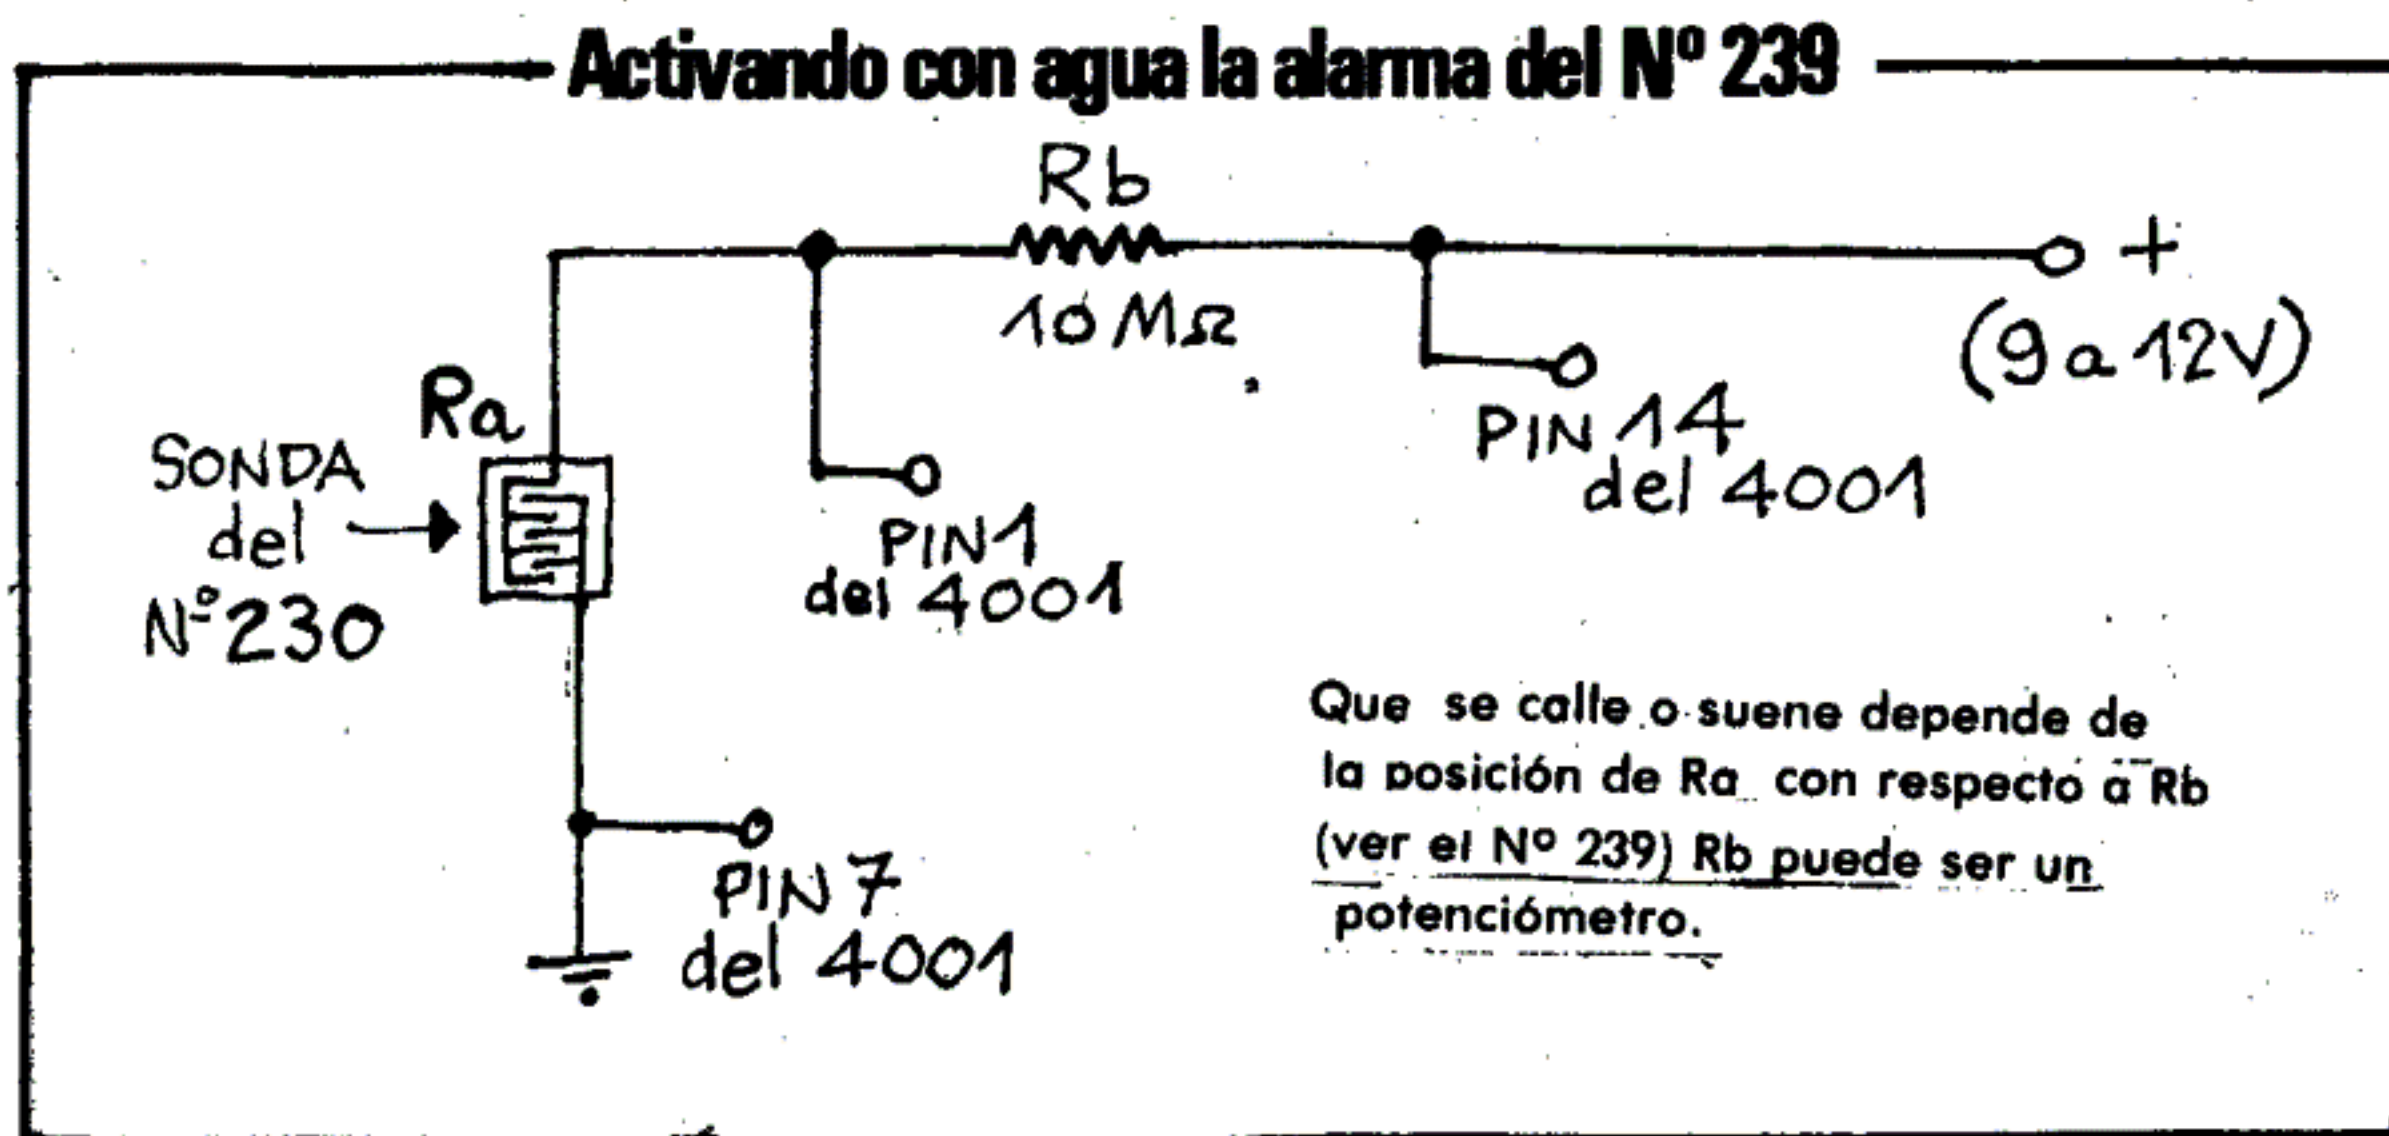 Activando con agua la alarma del Nº 239
Rb
10 MΩ
+
(9 a 12V)
PIN 14
del 4001
Ra
SONDA
del
Nº 230
PIN 1
del 4001
PIN 7
del 4001
Que se calle o suene depende de
la posición de Ra con respecto a Rb
(ver el Nº 239) Rb puede ser un
potenciómetro.